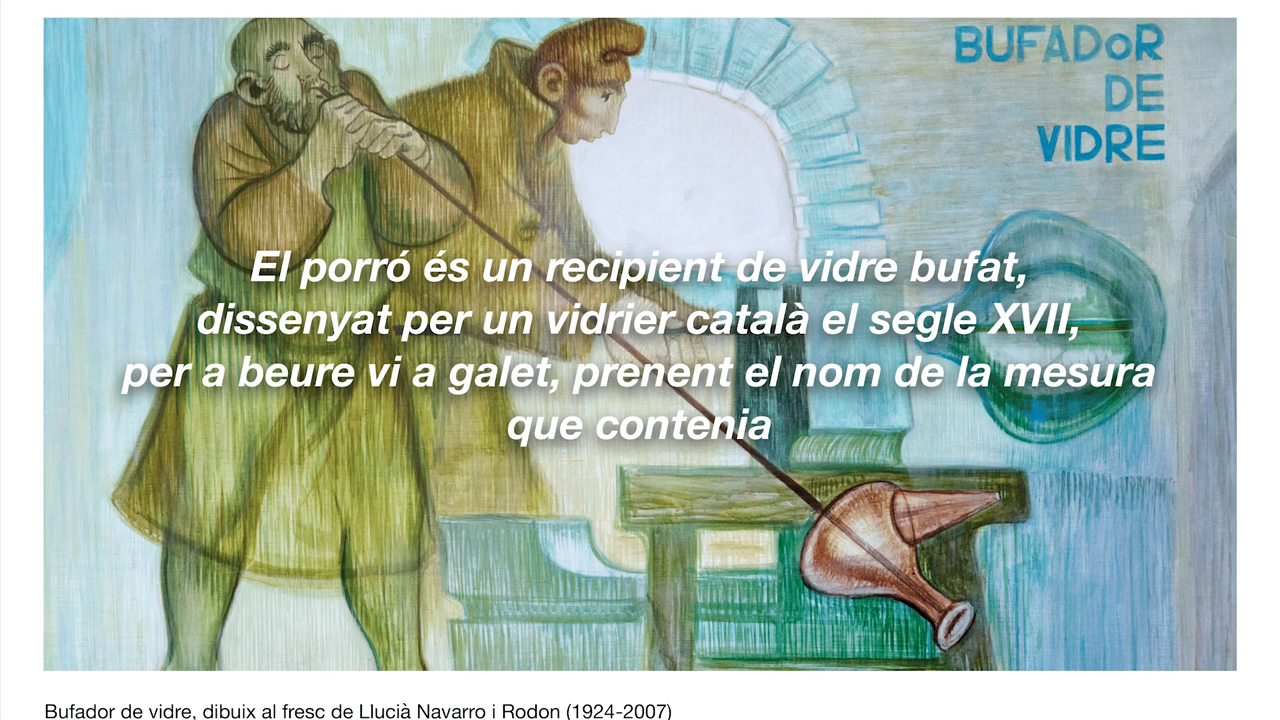 BUFADoR
DE
VIDRE
El porró és un recipient de vidre bufat,
dissenyat per un vidrier català el segle XVII,
per a beure vi a galet, prenent el nom de la mesura
que contenia
Bufador de vidre, dibuix al fresc de Llucià Navarro i Rodon (1924-2007)